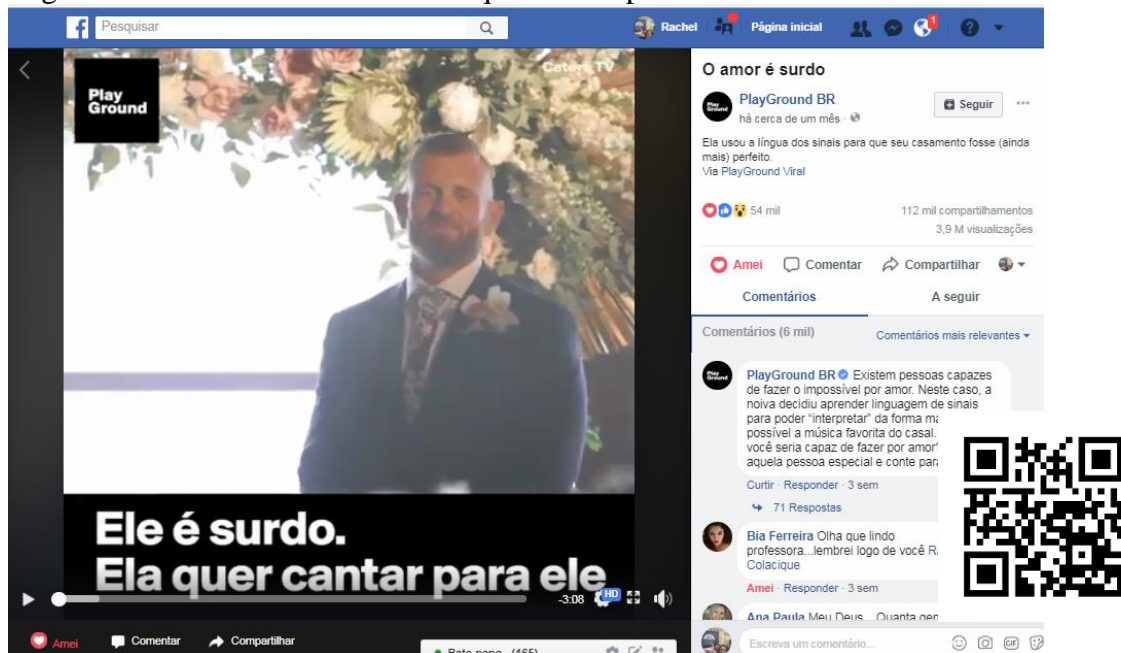 Pesquisar
Rachel
Página inicial
1
Caters TV
Play
Ground
O amor é surdo
PlayGround BR
Seguir
há cerca de um mês
Ela usou a língua dos sinais para que seu casamento fosse (ainda
mais) perfeito.
Via PlayGround Viral
54 mil
112 mil compartilhamentos
3,9 M visualizações
Amei
Comentar
Compartilhar
Comentários
A seguir
Comentários (6 mil)
Comentários mais relevantes
PlayGround BR Existem pessoas capazes
de fazer o impossível por amor. Neste caso, a
noiva decidiu aprender linguagem de sinais
para poder “interpretar” da forma
possível a música favorita do casal.
você seria capaz de fazer por amor?
aquela pessoa especial e conte
Curtir · Responder · 3 sem
71 Respostas
Bia Ferreira Olha que lindo
professora...lembrei logo de você
Colacique
Amei · Responder · 3 sem
Ana Paula Meu Deus... Quanta
Escreva um comentário...
GIF
Ele é surdo.
Ela quer cantar para ele
-3:08
HD
Amei
Comentar
Compartilhar
Bate-papo (165)